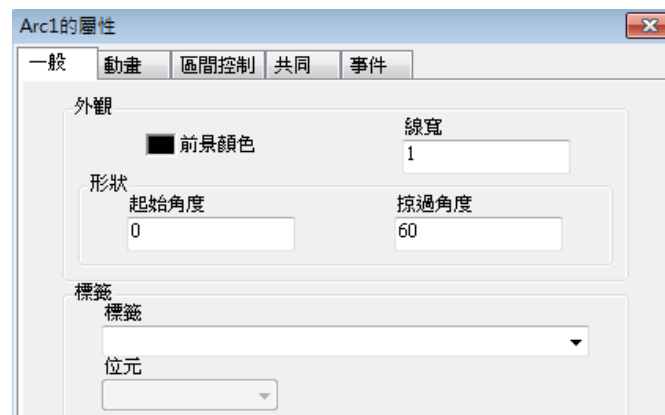 Arc1的屬性
一般 動畫 區間控制 共同 事件
外觀
前景顏色
線寬
1
形狀
起始角度 掠過角度
0 60
標籤
標籤
位元